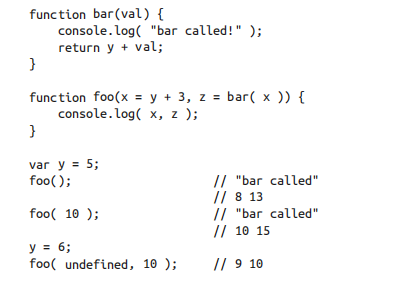 function bar(val) {
    console.log( "bar called!" );
    return y + val;
}
function foo(x = y + 3, z = bar( x )) {
    console.log( x, z );
}
var y = 5;
foo();                    // "bar called"
                          // 8 13
foo( 10 );                // "bar called"
                          // 10 15
y = 6;
foo( undefined, 10 );     // 9 10